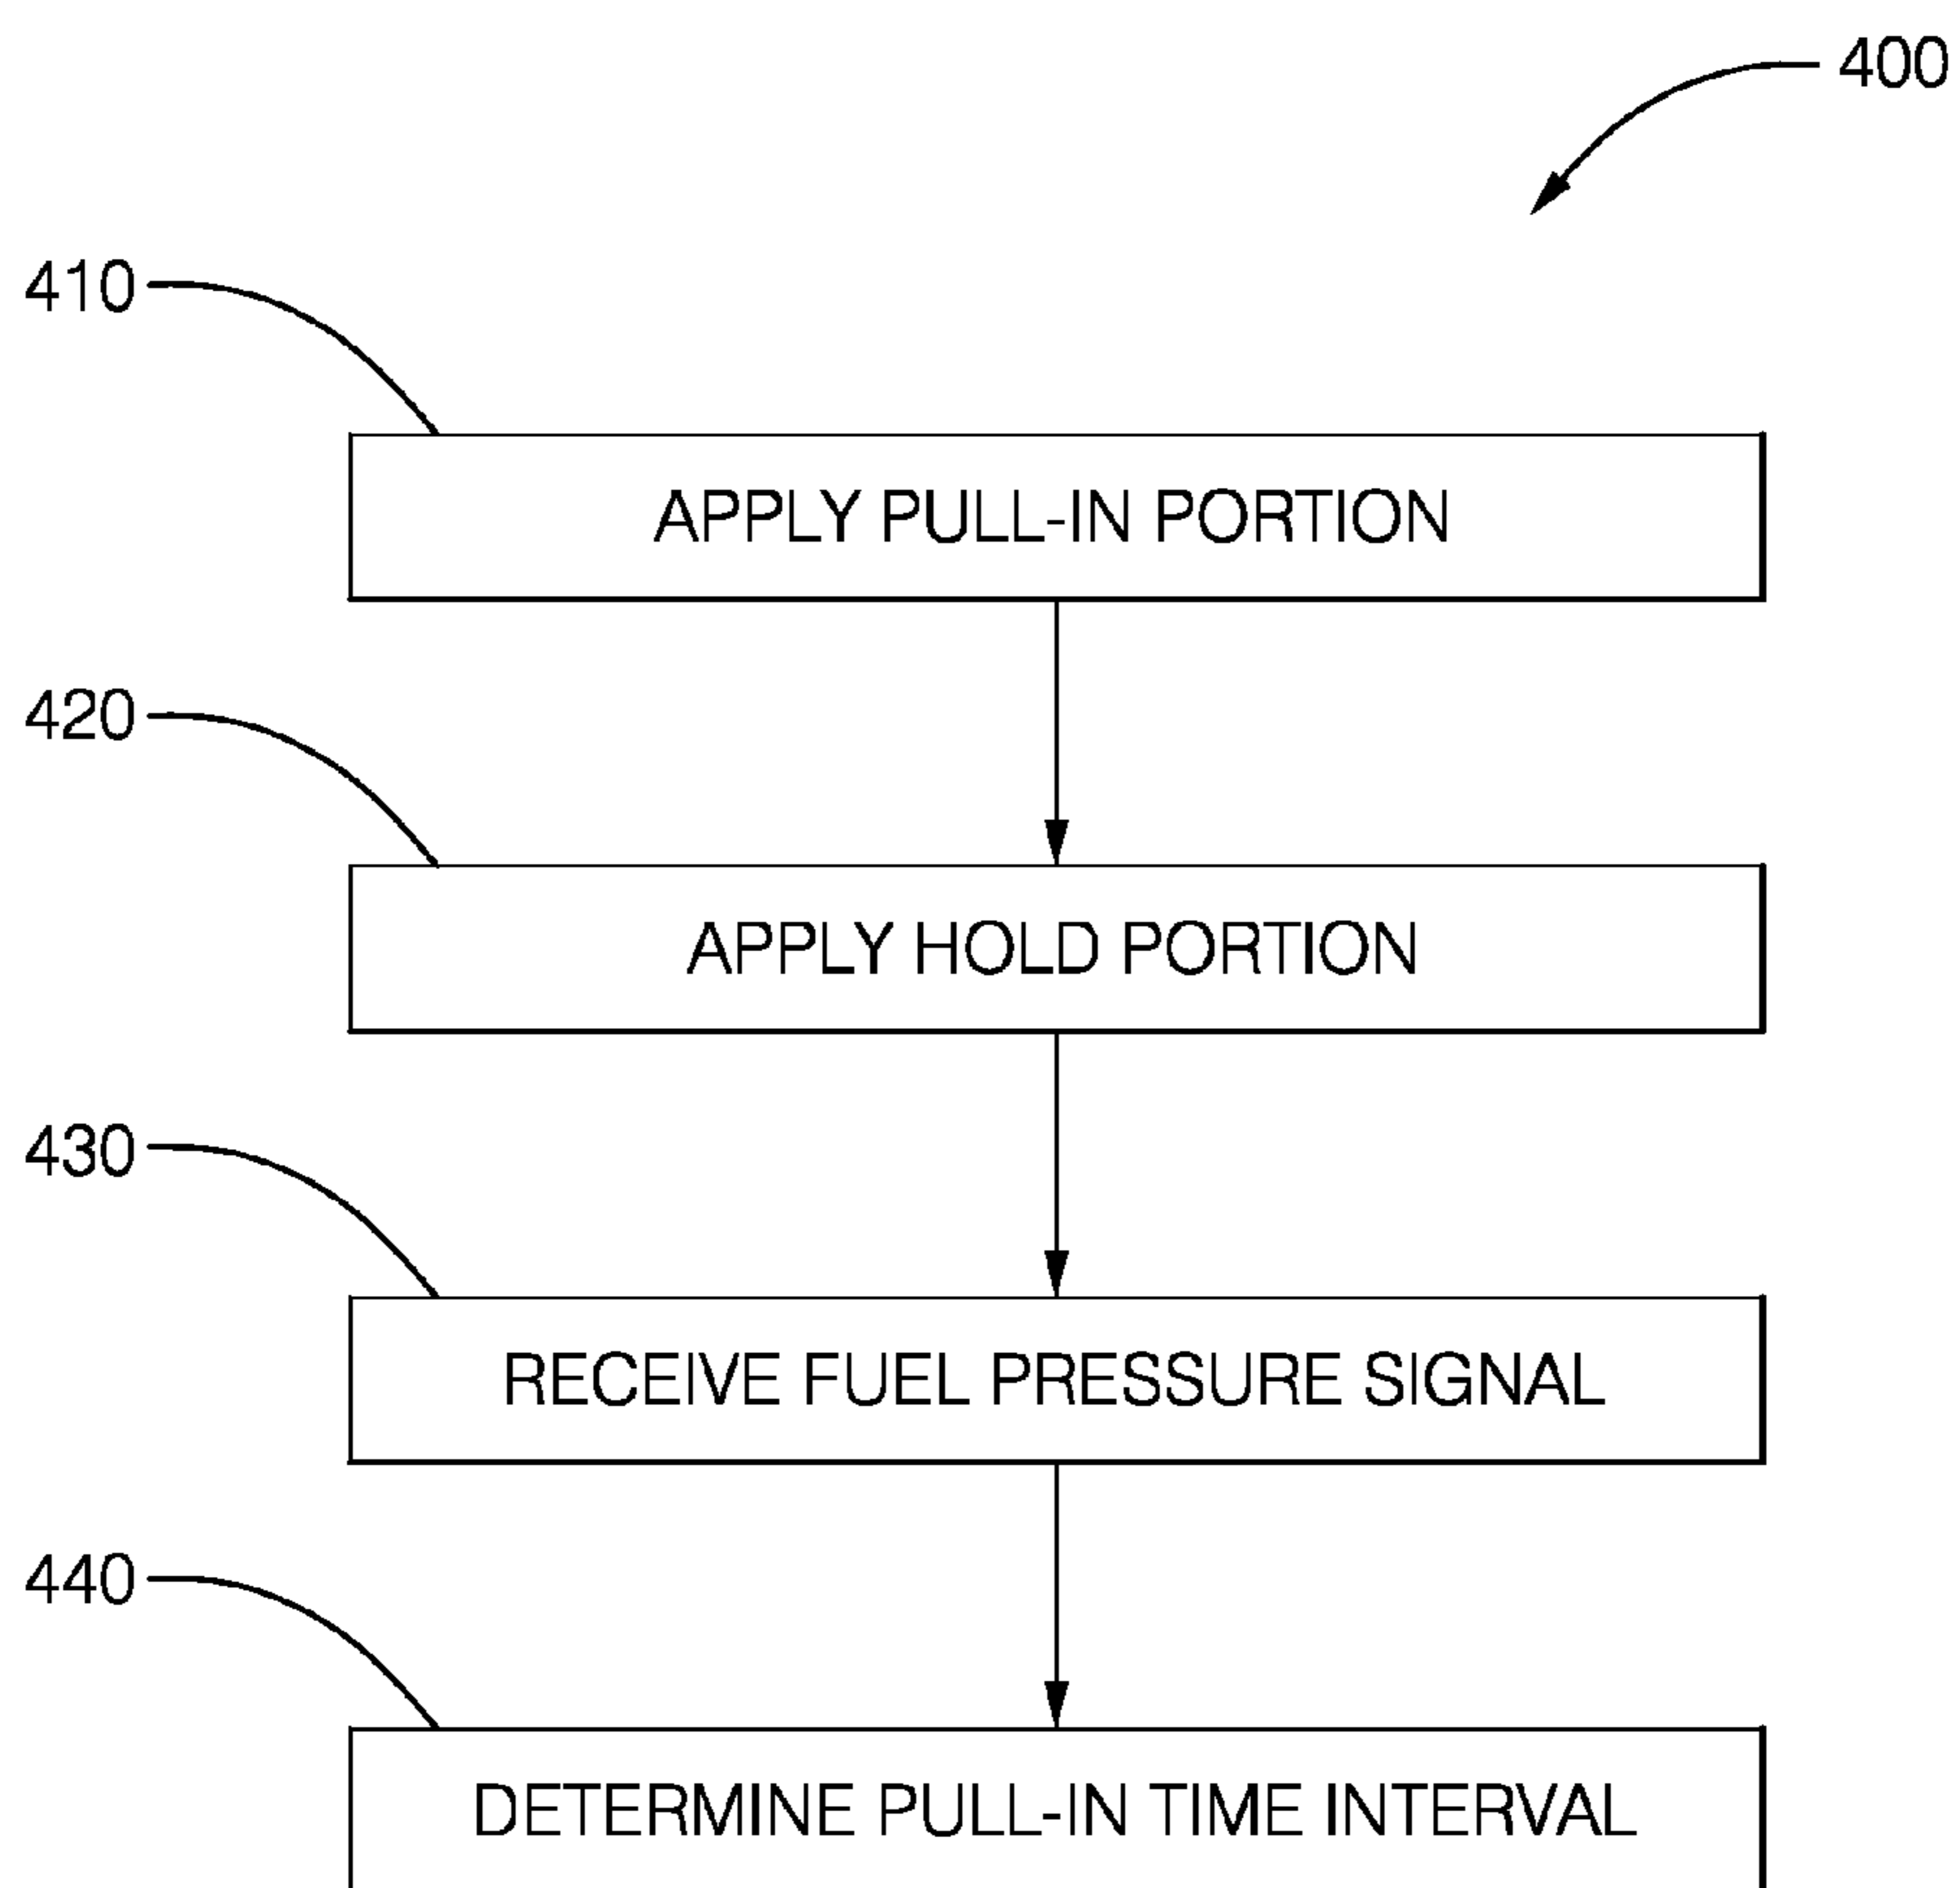 400
410
APPLY PULL-IN PORTION
420
APPLY HOLD PORTION
430
RECEIVE FUEL PRESSURE SIGNAL
440
DETERMINE PULL-IN TIME INTERVAL